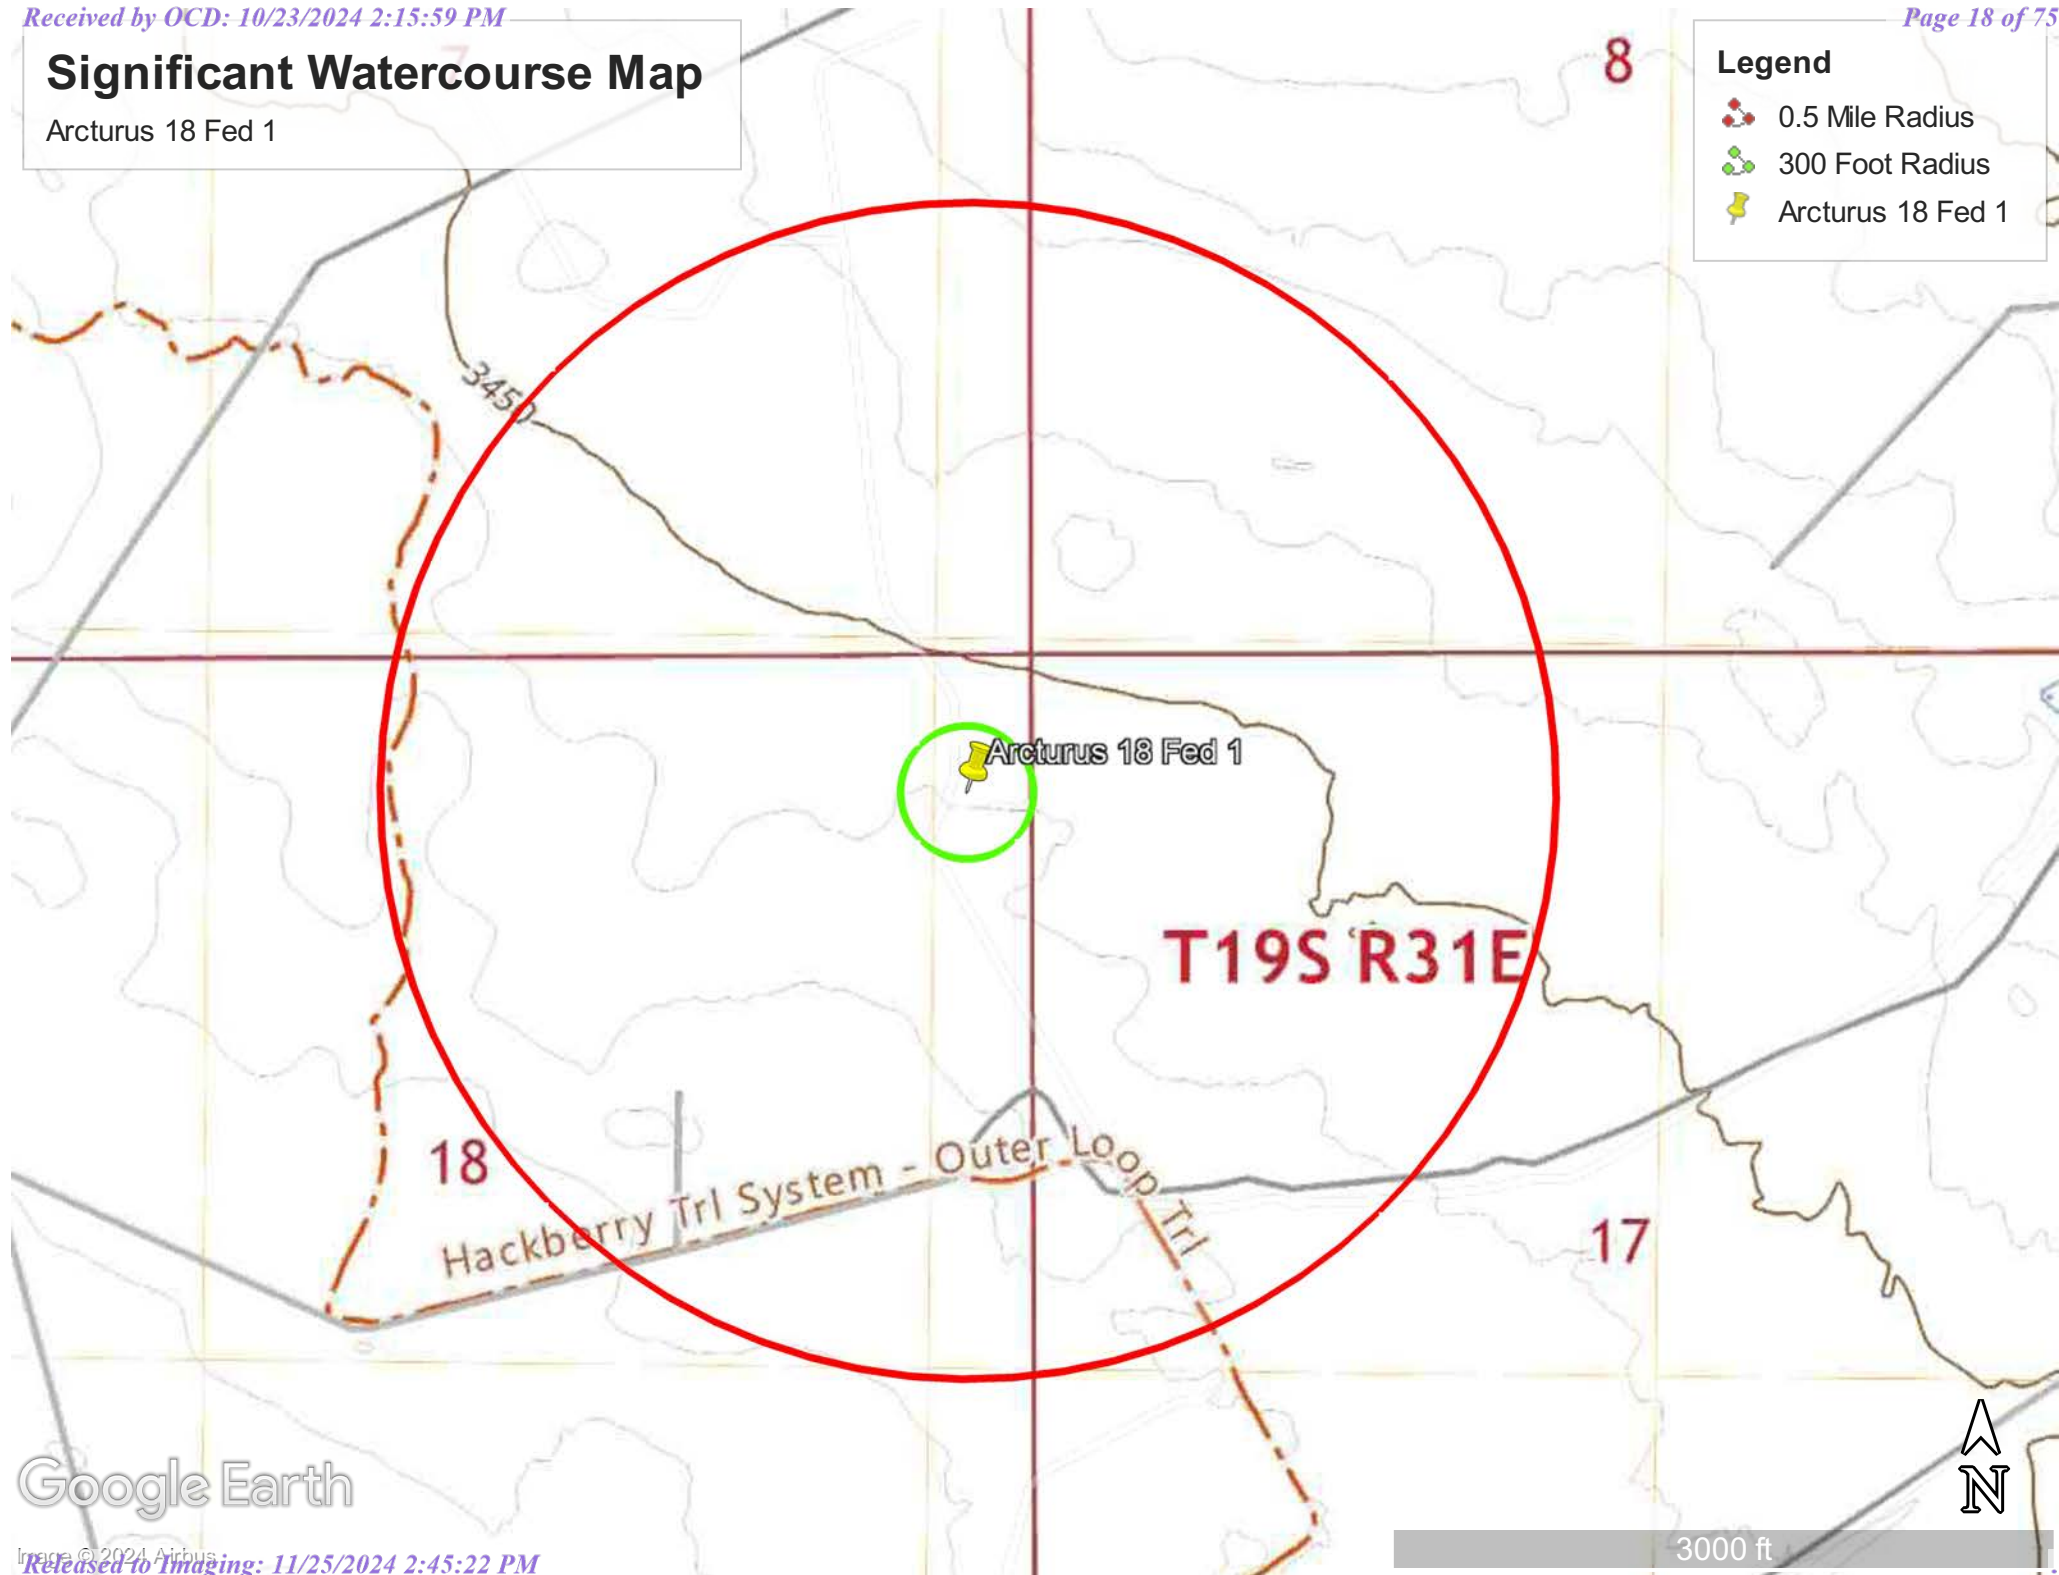 Received by OCD: 10/23/2024 2:15:59 PM
Page 18 of 75
Significant Watercourse Map
Arcturus 18 Fed 1
7
8
Legend
0.5 Mile Radius
300 Foot Radius
Arcturus 18 Fed 1
3450
Arcturus 18 Fed 1
T19S R31E
18
Hackberry Trl System - Outer Loop Trl
17
N
Google Earth
3000 ft
Image © 2024 Airbus
Released to Imaging: 11/25/2024 2:45:22 PM